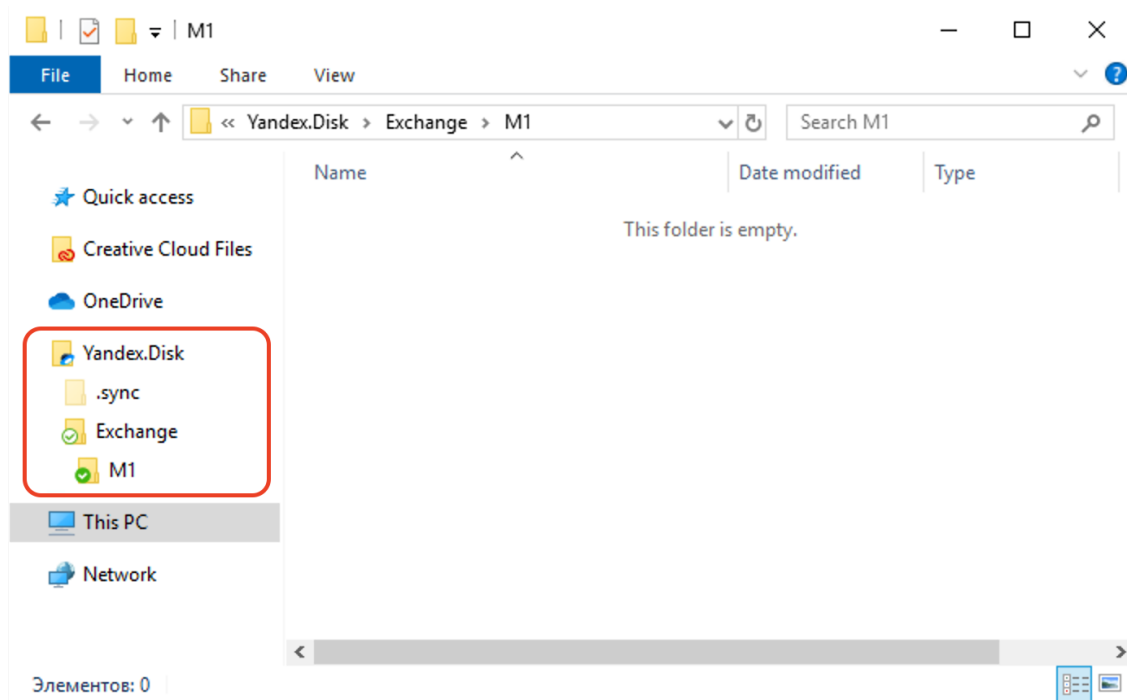 M1
File Home Share View
« Yandex.Disk > Exchange > M1 Search M1
Name Date modified Type
This folder is empty.
Quick access
Creative Cloud Files
OneDrive
Yandex.Disk
.sync
Exchange
M1
This PC
Network
Элементов: 0